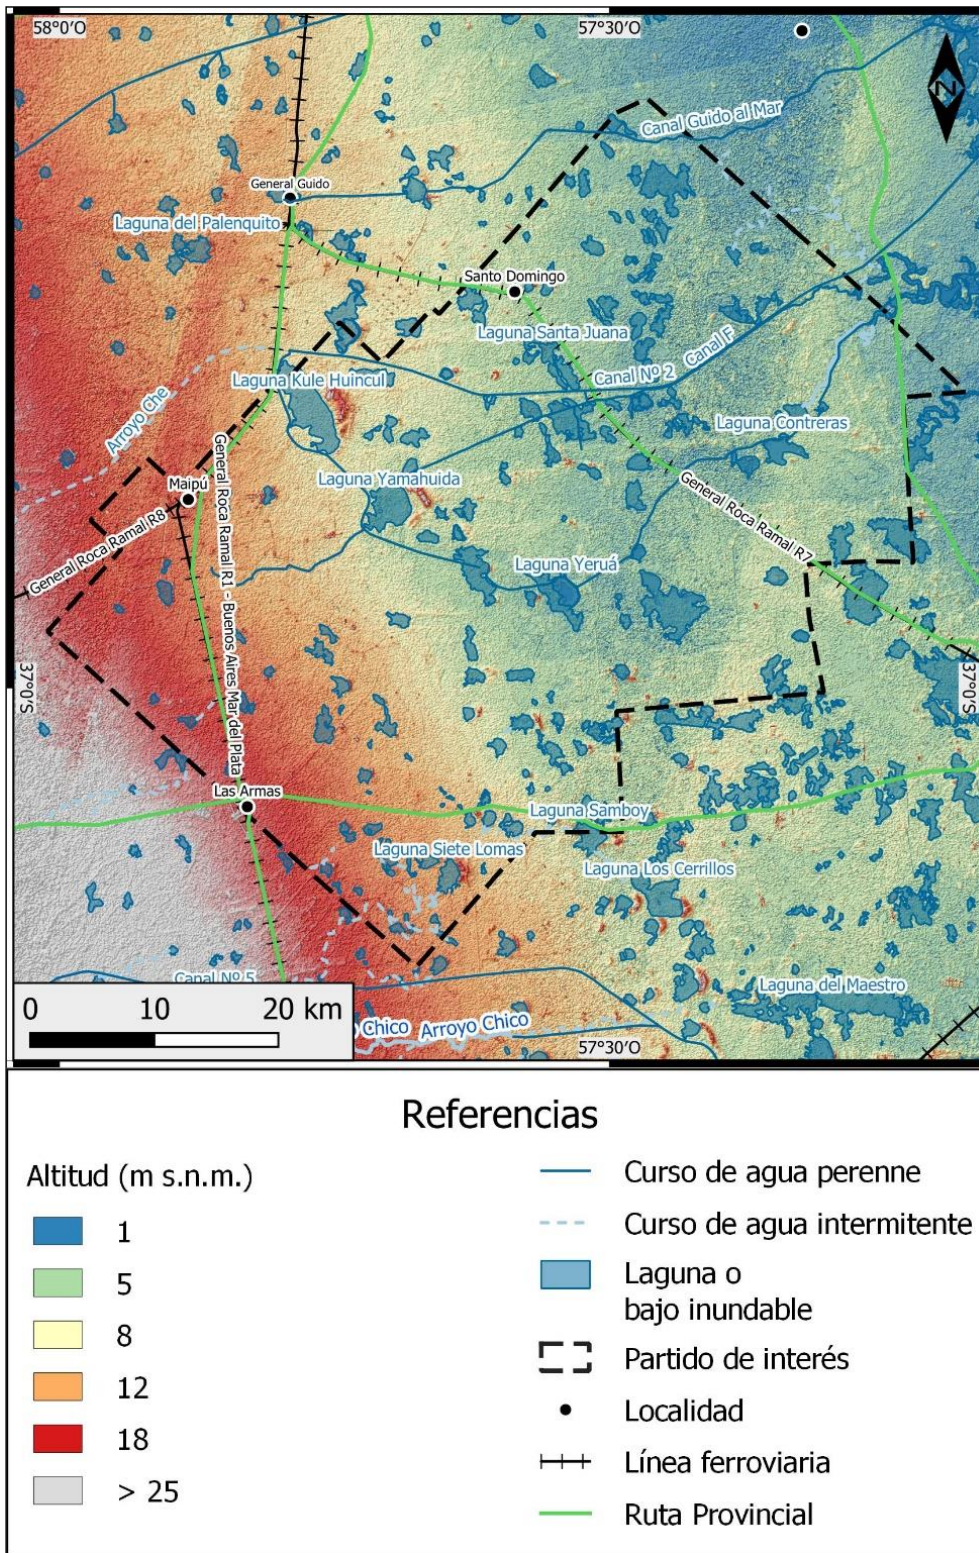 58°0′O
57°30′O
Canal Guido al Mar
N
General Guido
Laguna del Palenquito
Santo Domingo
Laguna Santa Juana
Canal Nº 2
Canal F
Laguna Kule Huincul
Arroyo Che
Laguna Contreras
Maipú
Laguna Yamahuida
General Roca Ramal R8
General Roca Ramal R1 - Buenos Aires Mar del Plata
General Roca Ramal R7
Laguna Yeruá
37°0′S
37°0′S
Las Armas
Laguna Samboy
Laguna Siete Lomas
Laguna Los Cerrillos
Canal Nº 5
Laguna del Maestro
0 10 20 km
Chico Arroyo Chico
57°30′O
Referencias
Altitud (m s.n.m.)
1
5
8
12
18
> 25
Curso de agua perenne
Curso de agua intermitente
Laguna o
bajo inundable
Partido de interés
Localidad
Línea ferroviaria
Ruta Provincial